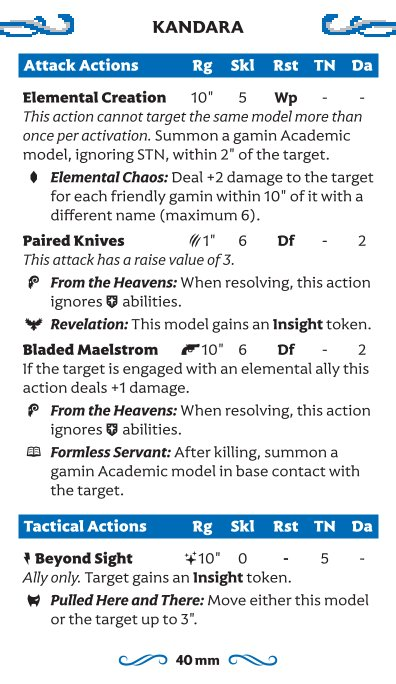 KANDARA
Attack Actions Rg Skl Rst TN Da
Elemental Creation 10" 5 Wp - -
This action cannot target the same model more than
once per activation. Summon a gamin Academic
model, ignoring STN, within 2" of the target.
Elemental Chaos: Deal +2 damage to the target
for each friendly gamin within 10" of it with a
different name (maximum 6).
Paired Knives 1" 6 Df - 2
This attack has a raise value of 3.
From the Heavens: When resolving, this action
ignores abilities.
Revelation: This model gains an Insight token.
Bladed Maelstrom 10" 6 Df - 2
If the target is engaged with an elemental ally this
action deals +1 damage.
From the Heavens: When resolving, this action
ignores abilities.
Formless Servant: After killing, summon a
gamin Academic model in base contact with
the target.
Tactical Actions Rg Skl Rst TN Da
Beyond Sight 10" 0 - 5 -
Ally only. Target gains an Insight token.
Pulled Here and There: Move either this model
or the target up to 3".
40 mm